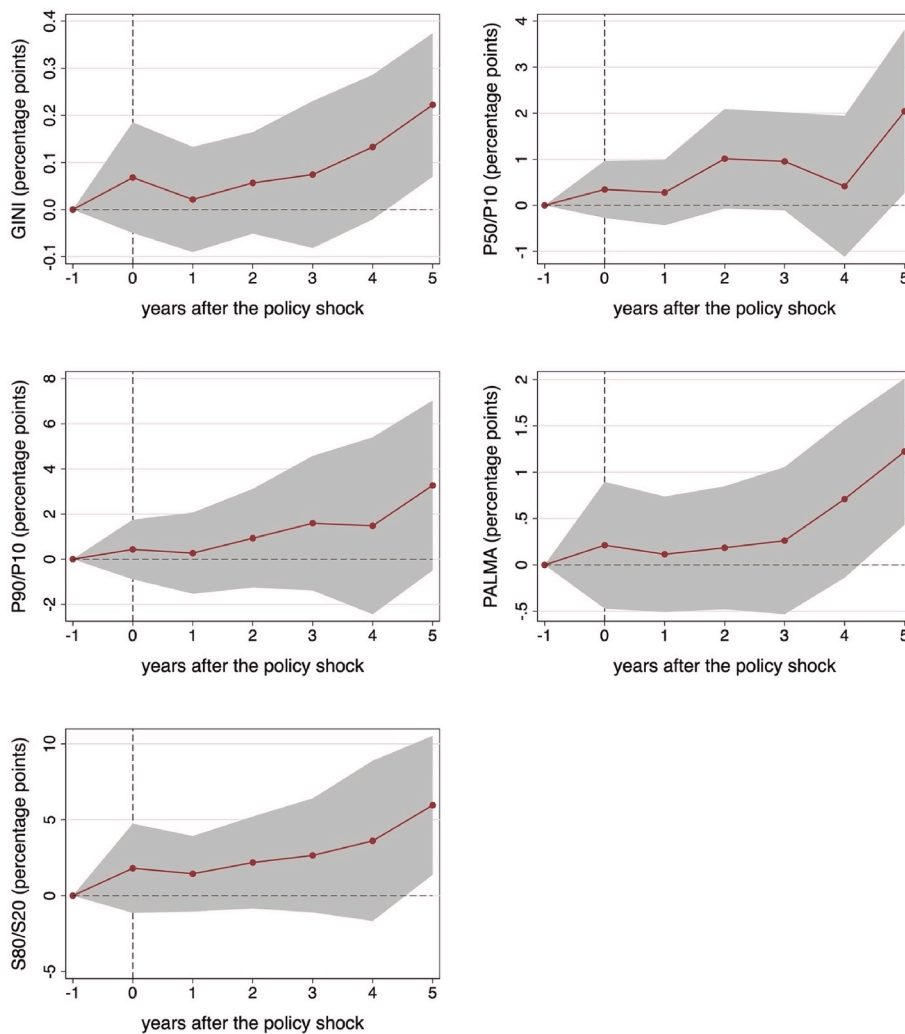 GINI (percentage points)
0.4
0.3
0.2
0.1
0.0
-0.1
-1 0 1 2 3 4 5
years after the policy shock
P50/P10 (percentage points)
4
3
2
1
0
-1
-1 0 1 2 3 4 5
years after the policy shock
P90/P10 (percentage points)
8
6
4
2
0
-2
-1 0 1 2 3 4 5
years after the policy shock
PALMA (percentage points)
2
1.5
1
.5
0
-.5
-1 0 1 2 3 4 5
years after the policy shock
S80/S20 (percentage points)
10
5
0
-5
-1 0 1 2 3 4 5
years after the policy shock